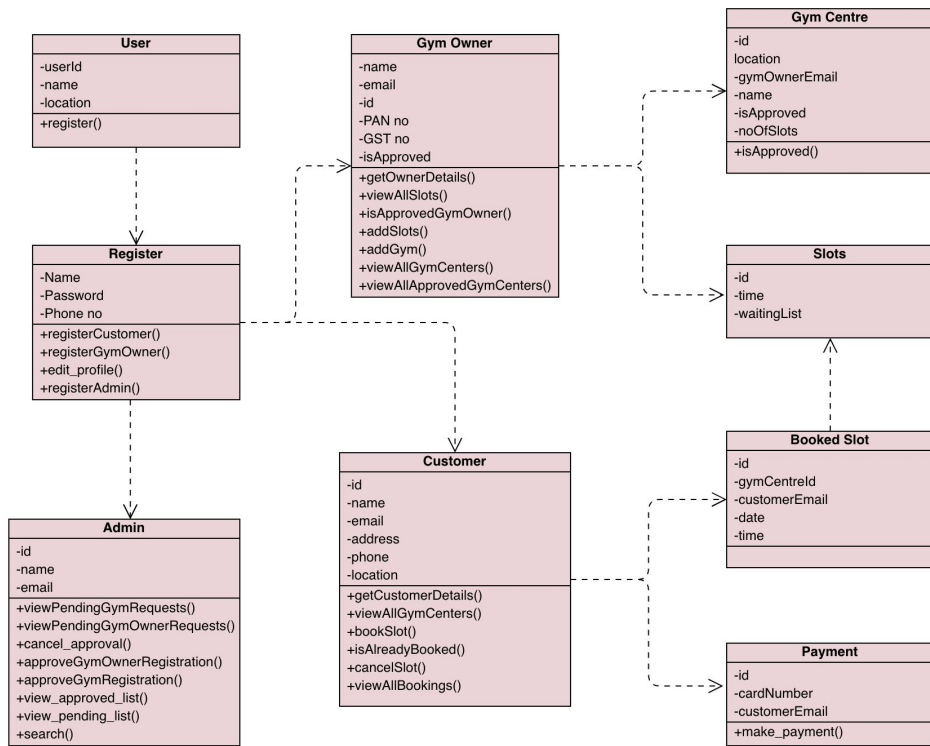 User
-userId
-name
-location
+register()
Gym Owner
-name
-email
-id
-PAN no
-GST no
-isApproved
+getOwnerDetails()
+viewAllSlots()
+isApprovedGymOwner()
+addSlots()
+addGym()
+viewAllGymCenters()
+viewAllApprovedGymCenters()
Gym Centre
-id
location
-gymOwnerEmail
-name
-isApproved
-noOfSlots
+isApproved()
Register
-Name
-Password
-Phone no
+registerCustomer()
+registerGymOwner()
+edit_profile()
+registerAdmin()
Slots
-id
-time
-waitingList
Customer
-id
-name
-email
-address
-phone
-location
+getCustomerDetails()
+viewAllGymCenters()
+bookSlot()
+isAlreadyBooked()
+cancelSlot()
+viewAllBookings()
Booked Slot
-id
-gymCentreId
-customerEmail
-date
-time
Admin
-id
-name
-email
+viewPendingGymRequests()
+viewPendingGymOwnerRequests()
+cancel_approval()
+approveGymOwnerRegistration()
+approveGymRegistration()
+view_approved_list()
+view_pending_list()
+search()
Payment
-id
-cardNumber
-customerEmail
+make_payment()